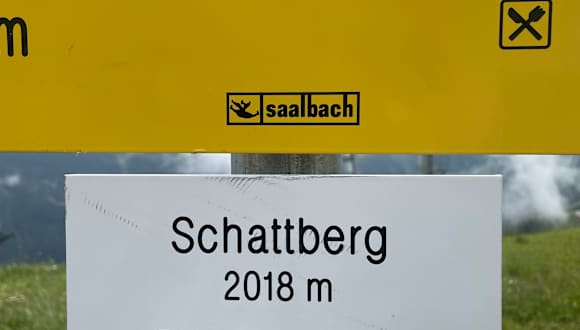 m
saalbach
Schattberg
2018 m